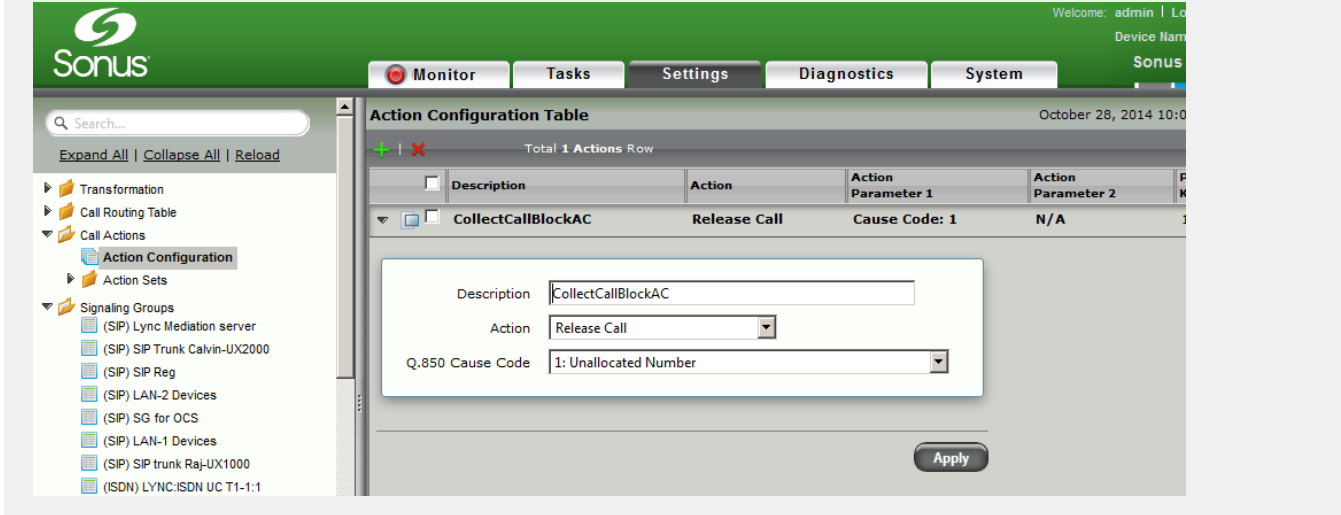 Welcome: admin | Lo
Device Nam
Sonus
Sonus
Monitor
Tasks
Settings
Diagnostics
System
Search...
Expand All | Collapse All | Reload
Transformation
Call Routing Table
Call Actions
Action Configuration
Action Sets
Signaling Groups
(SIP) Lync Mediation server
(SIP) SIP Trunk Calvin-UX2000
(SIP) SIP Reg
(SIP) LAN-2 Devices
(SIP) SG for OCS
(SIP) LAN-1 Devices
(SIP) SIP trunk Raj-UX1000
(ISDN) LYNC:ISDN UC T1-1:1
Action Configuration Table
October 28, 2014 10:0
Total 1 Actions Row
Description
Action
Action Parameter 1
Action Parameter 2
P
K
CollectCallBlockAC
Release Call
Cause Code: 1
N/A
1
Description
CollectCallBlockAC
Action
Release Call
Q.850 Cause Code
1: Unallocated Number
Apply